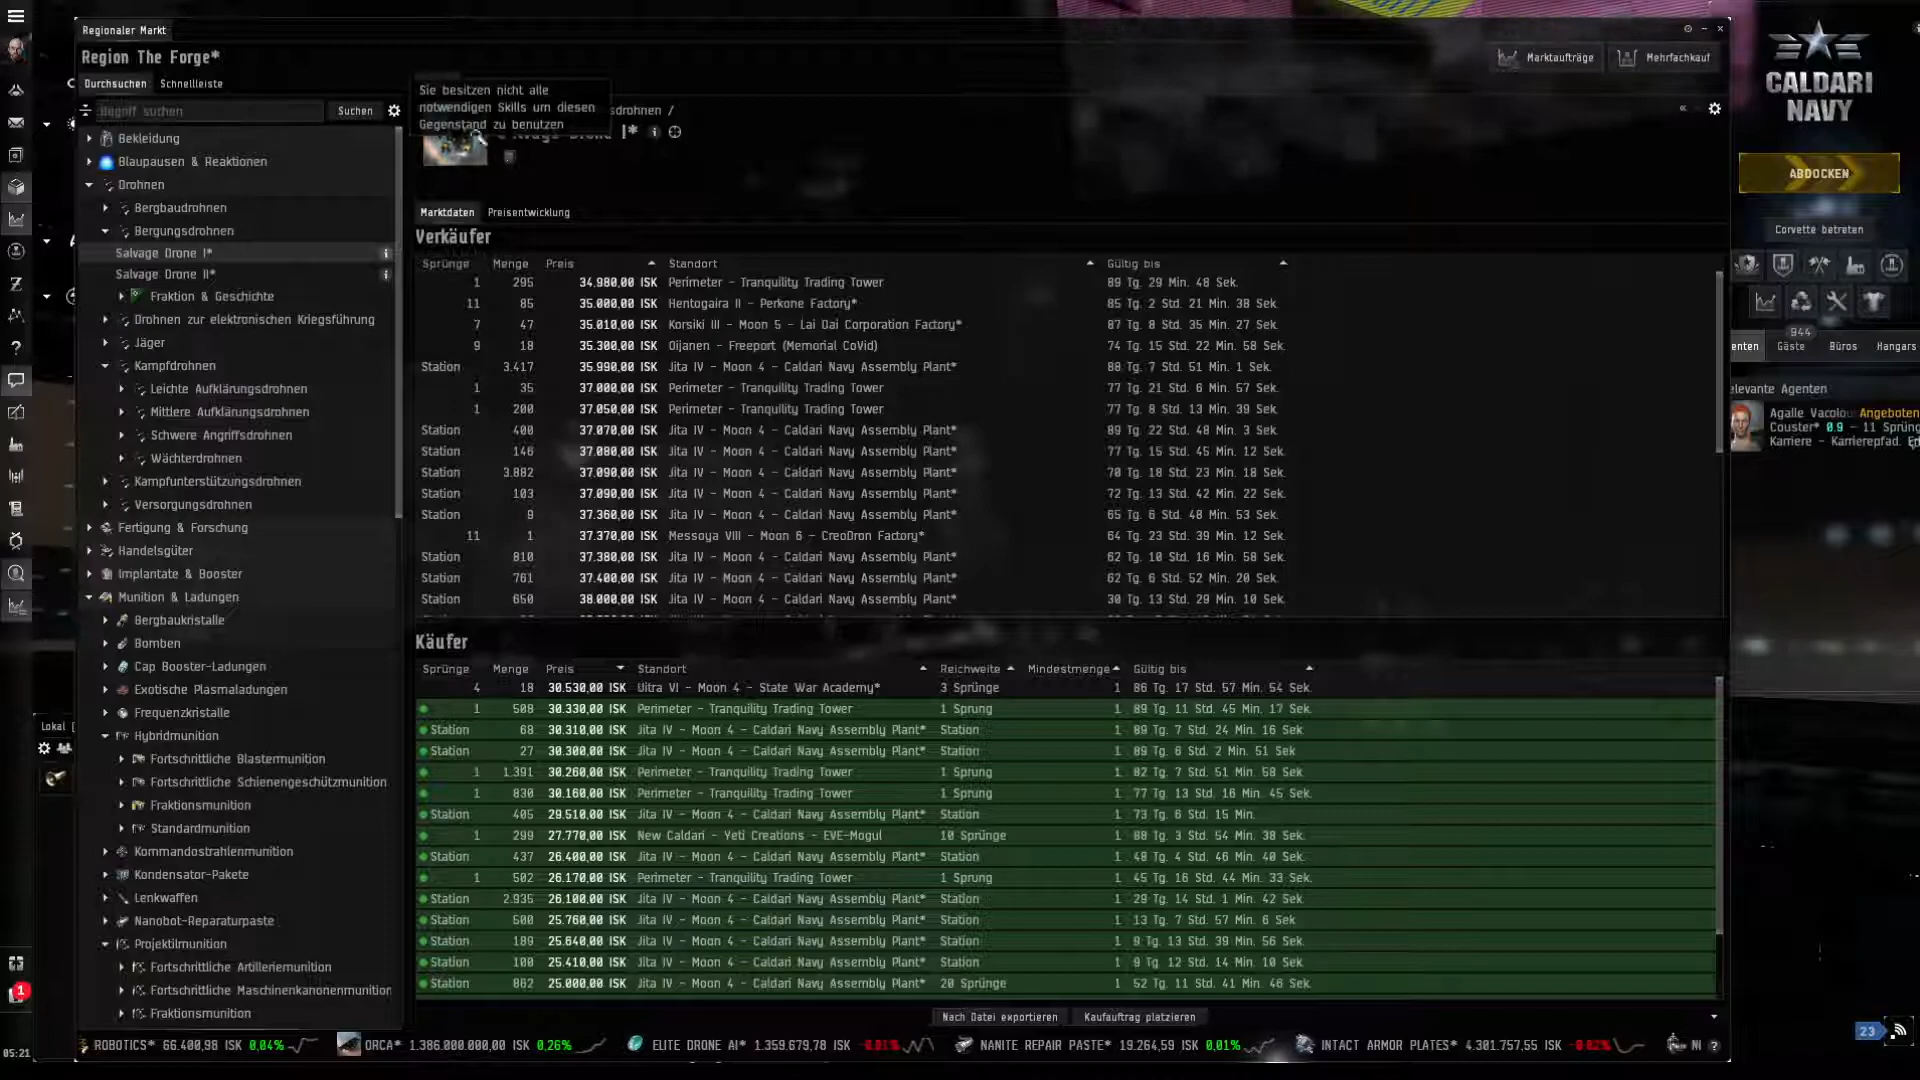 Regionaler Markt
Region The Forge*
Marktaufträge
Mehrfachkauf
Durchsuchen
Schnellleiste
Begriff suchen
Suchen
Sie besitzen nicht alle
notwendigen Skills um diesen
Gegenstand zu benutzen
sdrohnen /
I*
CALDARI
NAVY
ABDOCKEN
Corvette betreten
944
enten Gäste Büros Hangars
elevante Agenten
Agalle Vacolou Angeboten
Couster* 0.9 - 11 Sprüng
Karriere - Karrierepfad.
Bekleidung
Blaupausen & Reaktionen
Drohnen
Bergbaudrohnen
Bergungsdrohnen
Salvage Drone I*
Salvage Drone II*
Fraktion & Geschichte
Drohnen zur elektronischen Kriegsführung
Jäger
Kampfdrohnen
Leichte Aufklärungsdrohnen
Mittlere Aufklärungsdrohnen
Schwere Angriffsdrohnen
Wächterdrohnen
Kampfunterstützungsdrohnen
Versorgungsdrohnen
Fertigung & Forschung
Handelsgüter
Implantate & Booster
Munition & Ladungen
Bergbaukristalle
Bomben
Cap Booster-Ladungen
Exotische Plasmaladungen
Frequenzkristalle
Hybridmunition
Fortschrittliche Blastermunition
Fortschrittliche Schienengeschützmunition
Fraktionsmunition
Standardmunition
Kommandostrahlenmunition
Kondensator-Pakete
Lenkwaffen
Nanobot-Reparaturpaste
Projektilmunition
Fortschrittliche Artilleriemunition
Fortschrittliche Maschinenkanonenmunition
Fraktionsmunition
Lokal [
Marktdaten Preisentwicklung
Verkäufer
Sprünge Menge Preis Standort Gültig bis
1 295 34.980,00 ISK Perimeter - Tranquility Trading Tower 89 Tg. 29 Min. 48 Sek.
11 85 35.000,00 ISK Hentogaira II - Perkone Factory* 85 Tg. 2 Std. 21 Min. 38 Sek.
7 47 35.010,00 ISK Korsiki III - Moon 5 - Lai Dai Corporation Factory* 87 Tg. 8 Std. 35 Min. 27 Sek.
9 18 35.300,00 ISK Oijanen - Freeport (Memorial CoVid) 74 Tg. 15 Std. 22 Min. 58 Sek.
Station 3.417 35.990,00 ISK Jita IV - Moon 4 - Caldari Navy Assembly Plant* 88 Tg. 7 Std. 51 Min. 1 Sek.
1 35 37.000,00 ISK Perimeter - Tranquility Trading Tower 77 Tg. 21 Std. 6 Min. 57 Sek.
1 200 37.050,00 ISK Perimeter - Tranquility Trading Tower 77 Tg. 8 Std. 13 Min. 39 Sek.
Station 400 37.070,00 ISK Jita IV - Moon 4 - Caldari Navy Assembly Plant* 89 Tg. 22 Std. 48 Min. 3 Sek.
Station 146 37.080,00 ISK Jita IV - Moon 4 - Caldari Navy Assembly Plant* 77 Tg. 15 Std. 45 Min. 12 Sek.
Station 3.882 37.090,00 ISK Jita IV - Moon 4 - Caldari Navy Assembly Plant* 70 Tg. 18 Std. 23 Min. 18 Sek.
Station 103 37.090,00 ISK Jita IV - Moon 4 - Caldari Navy Assembly Plant* 72 Tg. 13 Std. 42 Min. 22 Sek.
Station 9 37.360,00 ISK Jita IV - Moon 4 - Caldari Navy Assembly Plant* 65 Tg. 6 Std. 48 Min. 53 Sek.
11 1 37.370,00 ISK Messoya VIII - Moon 6 - CreoDron Factory* 64 Tg. 23 Std. 39 Min. 12 Sek.
Station 810 37.380,00 ISK Jita IV - Moon 4 - Caldari Navy Assembly Plant* 62 Tg. 10 Std. 16 Min. 58 Sek.
Station 761 37.400,00 ISK Jita IV - Moon 4 - Caldari Navy Assembly Plant* 62 Tg. 6 Std. 52 Min. 20 Sek.
Station 650 38.000,00 ISK Jita IV - Moon 4 - Caldari Navy Assembly Plant* 30 Tg. 13 Std. 29 Min. 10 Sek.
Käufer
Sprünge Menge Preis Standort Reichweite Mindestmenge Gültig bis
4 18 30.530,00 ISK Uitra VI - Moon 4 - State War Academy* 3 Sprünge 1 86 Tg. 17 Std. 57 Min. 54 Sek.
1 508 30.330,00 ISK Perimeter - Tranquility Trading Tower 1 Sprung 1 89 Tg. 11 Std. 45 Min. 17 Sek.
Station 68 30.310,00 ISK Jita IV - Moon 4 - Caldari Navy Assembly Plant* Station 1 89 Tg. 7 Std. 24 Min. 16 Sek.
Station 27 30.300,00 ISK Jita IV - Moon 4 - Caldari Navy Assembly Plant* Station 1 89 Tg. 6 Std. 2 Min. 51 Sek
1 1.391 30.260,00 ISK Perimeter - Tranquility Trading Tower 1 Sprung 1 82 Tg. 7 Std. 51 Min. 58 Sek.
1 830 30.160,00 ISK Perimeter - Tranquility Trading Tower 1 Sprung 1 77 Tg. 13 Std. 16 Min. 45 Sek.
Station 405 29.510,00 ISK Jita IV - Moon 4 - Caldari Navy Assembly Plant* Station 1 73 Tg. 6 Std. 15 Min.
1 299 27.770,00 ISK New Caldari - Yeti Creations - EVE-Mogul 10 Sprünge 1 88 Tg. 3 Std. 54 Min. 38 Sek.
Station 437 26.400,00 ISK Jita IV - Moon 4 - Caldari Navy Assembly Plant* Station 1 48 Tg. 4 Std. 46 Min. 40 Sek.
1 502 26.170,00 ISK Perimeter - Tranquility Trading Tower 1 Sprung 1 45 Tg. 16 Std. 44 Min. 33 Sek.
Station 2.935 26.100,00 ISK Jita IV - Moon 4 - Caldari Navy Assembly Plant* Station 1 29 Tg. 14 Std. 1 Min. 42 Sek.
Station 500 25.760,00 ISK Jita IV - Moon 4 - Caldari Navy Assembly Plant* Station 1 13 Tg. 7 Std. 57 Min. 6 Sek
Station 189 25.640,00 ISK Jita IV - Moon 4 - Caldari Navy Assembly Plant* Station 1 9 Tg. 13 Std. 39 Min. 56 Sek.
Station 100 25.410,00 ISK Jita IV - Moon 4 - Caldari Navy Assembly Plant* Station 1 9 Tg. 12 Std. 14 Min. 10 Sek.
Station 862 25.000,00 ISK Jita IV - Moon 4 - Caldari Navy Assembly Plant* 20 Sprünge 1 52 Tg. 11 Std. 41 Min. 46 Sek.
Nach Datei exportieren
Kaufauftrag platzieren
1
23
05:21
ROBOTICS* 66.400,98 ISK 0,04% ORCA* 1.386.000.000,00 ISK 0,26% ELITE DRONE AI* 1.359.679,78 ISK -0,01% NANITE REPAIR PASTE* 19.264,59 ISK 0,01% INTACT ARMOR PLATES* 4.301.757,55 ISK -0,02% NI